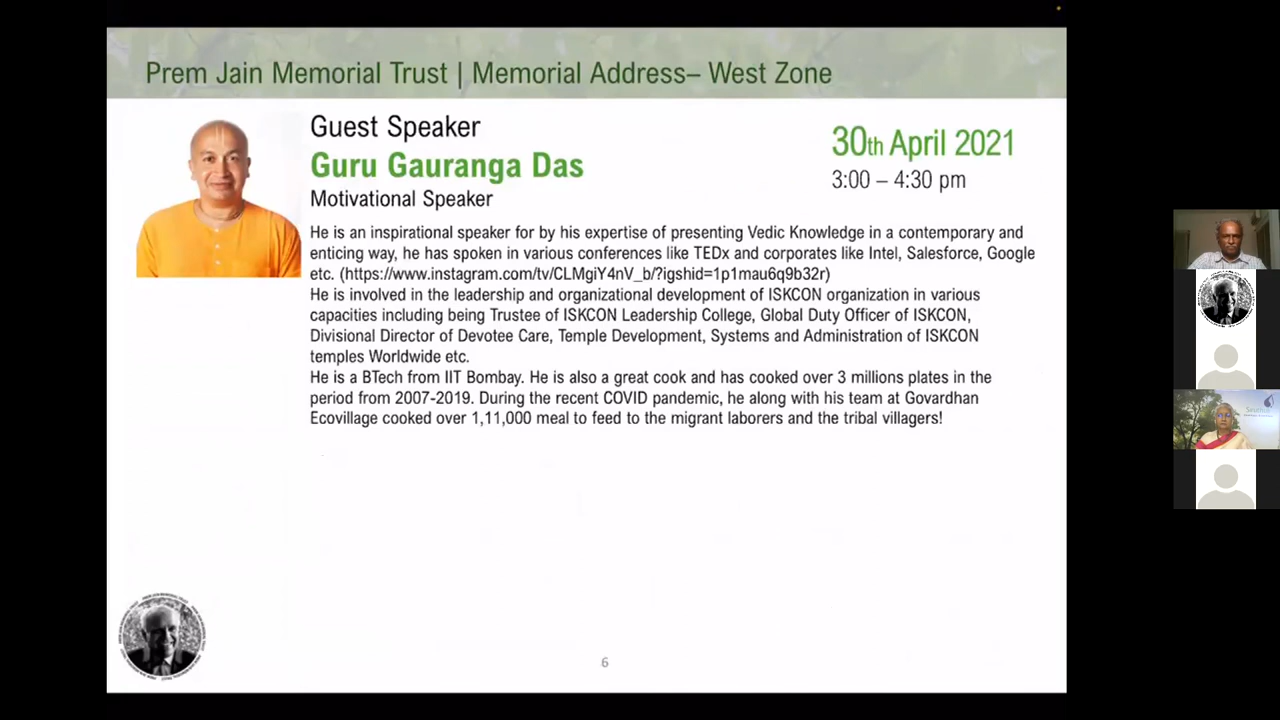 Prem Jain Memorial Trust | Memorial Address– West Zone
Guest Speaker
Guru Gauranga Das
Motivational Speaker
30th April 2021
3:00 – 4:30 pm
He is an inspirational speaker for by his expertise of presenting Vedic Knowledge in a contemporary and
enticing way, he has spoken in various conferences like TEDx and corporates like Intel, Salesforce, Google
etc. (https://www.instagram.com/tv/CLMgiY4nV_b/?igshid=1p1mau6q9b32r)
He is involved in the leadership and organizational development of ISKCON organization in various
capacities including being Trustee of ISKCON Leadership College, Global Duty Officer of ISKCON,
Divisional Director of Devotee Care, Temple Development, Systems and Administration of ISKCON
temples Worldwide etc.
He is a BTech from IIT Bombay. He is also a great cook and has cooked over 3 millions plates in the
period from 2007-2019. During the recent COVID pandemic, he along with his team at Govardhan
Ecovillage cooked over 1,11,000 meal to feed to the migrant laborers and the tribal villagers!
6